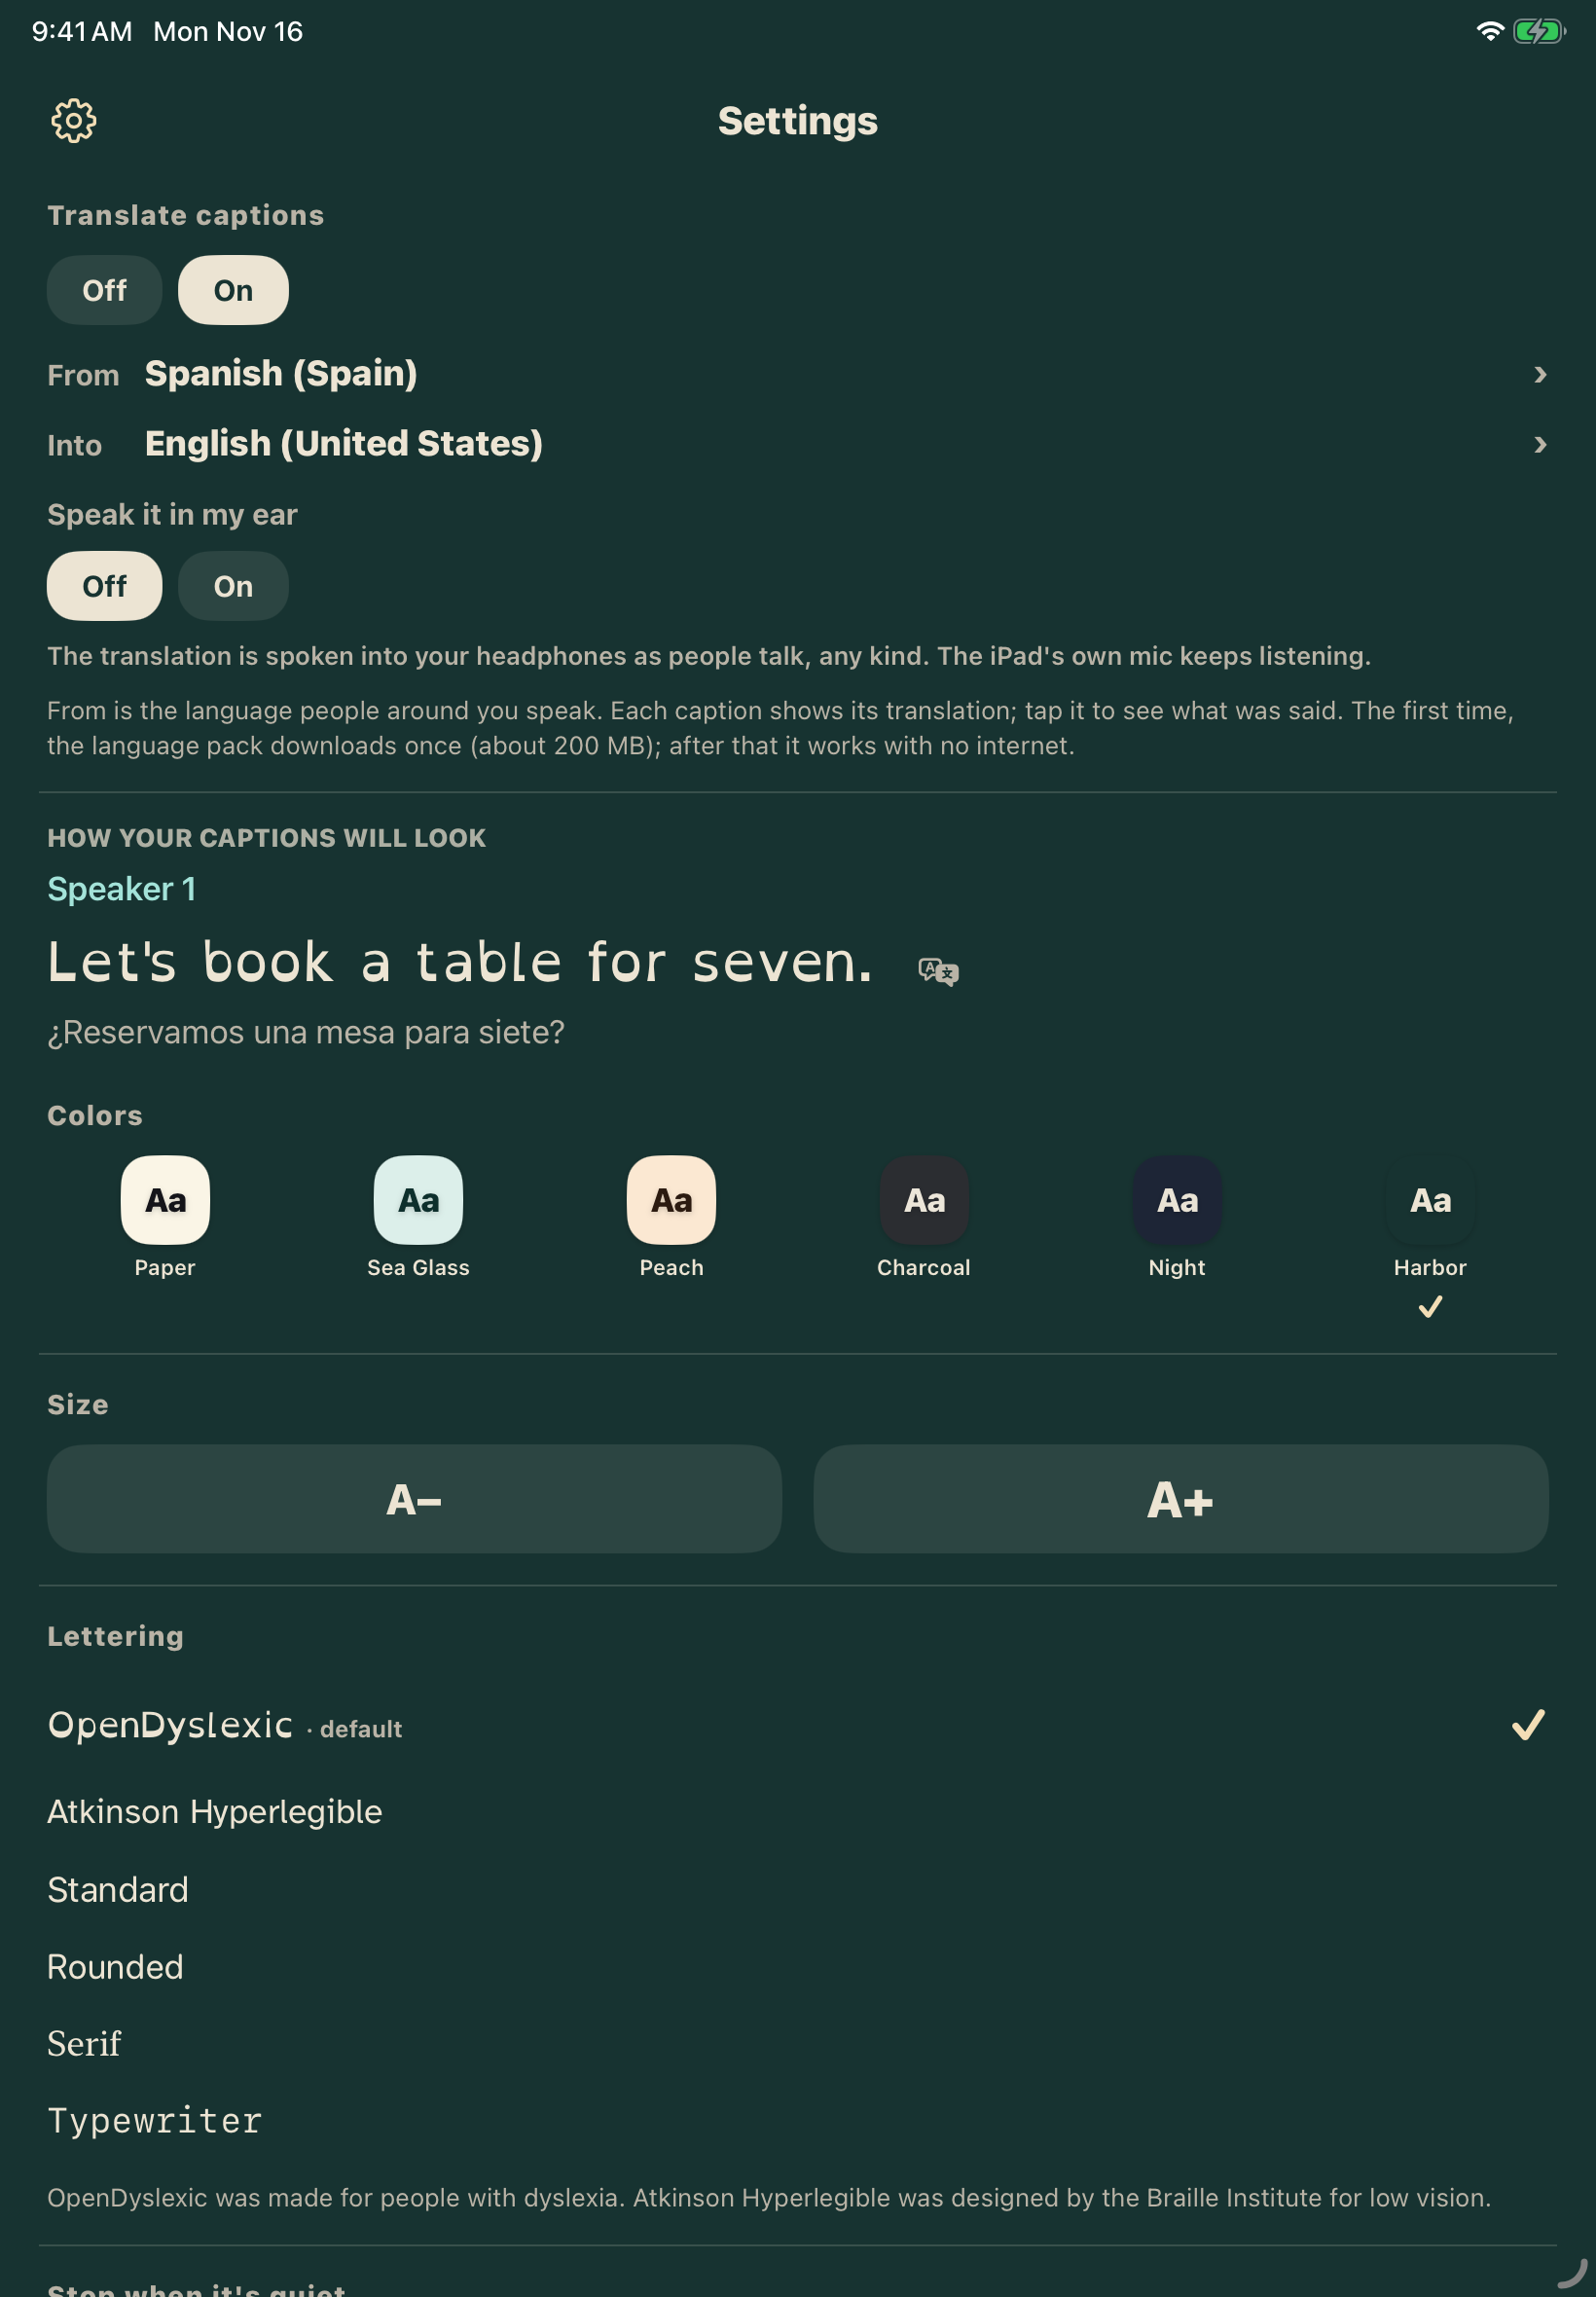 9:41 AM Mon Nov 16
Settings
Translate captions
Off On
From Spanish (Spain) ›
Into English (United States) ›
Speak it in my ear
Off On
The translation is spoken into your headphones as people talk, any kind. The iPad's own mic keeps listening.
From is the language people around you speak. Each caption shows its translation; tap it to see what was said. The first time,
the language pack downloads once (about 200 MB); after that it works with no internet.
HOW YOUR CAPTIONS WILL LOOK
Speaker 1
Let's book a table for seven.
¿Reservamos una mesa para siete?
Colors
Aa Aa Aa Aa Aa Aa
Paper Sea Glass Peach Charcoal Night Harbor
Size
A− A+
Lettering
OpenDyslexic · default
Atkinson Hyperlegible
Standard
Rounded
Serif
Typewriter
OpenDyslexic was made for people with dyslexia. Atkinson Hyperlegible was designed by the Braille Institute for low vision.
Stop when it's quiet